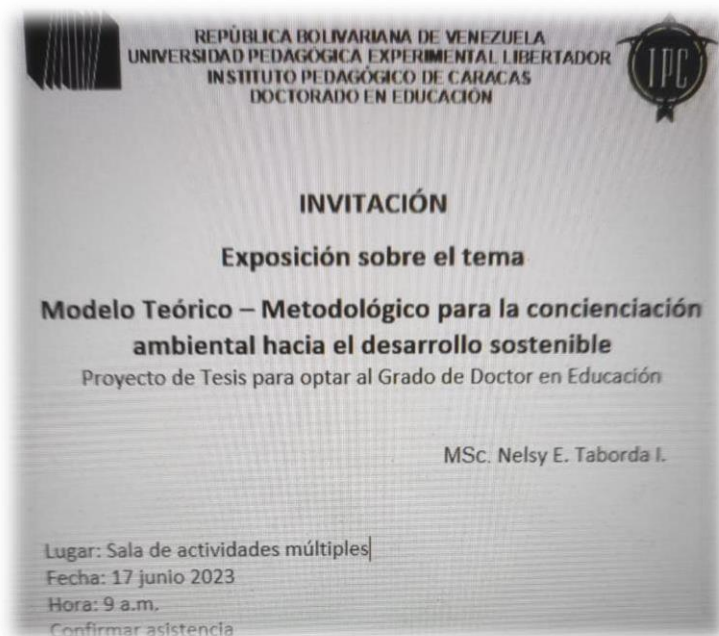 REPÚBLICA BOLIVARIANA DE VENEZUELA
UNIVERSIDAD PEDAGÓGICA EXPERIMENTAL LIBERTADOR
INSTITUTO PEDAGÓGICO DE CARACAS
DOCTORADO EN EDUCACIÓN
IPC
INVITACIÓN
Exposición sobre el tema
Modelo Teórico – Metodológico para la concienciación
ambiental hacia el desarrollo sostenible
Proyecto de Tesis para optar al Grado de Doctor en Educación
MSc. Nelsy E. Taborda I.
Lugar: Sala de actividades múltiples
Fecha: 17 junio 2023
Hora: 9 a.m.
Confirmar asistencia